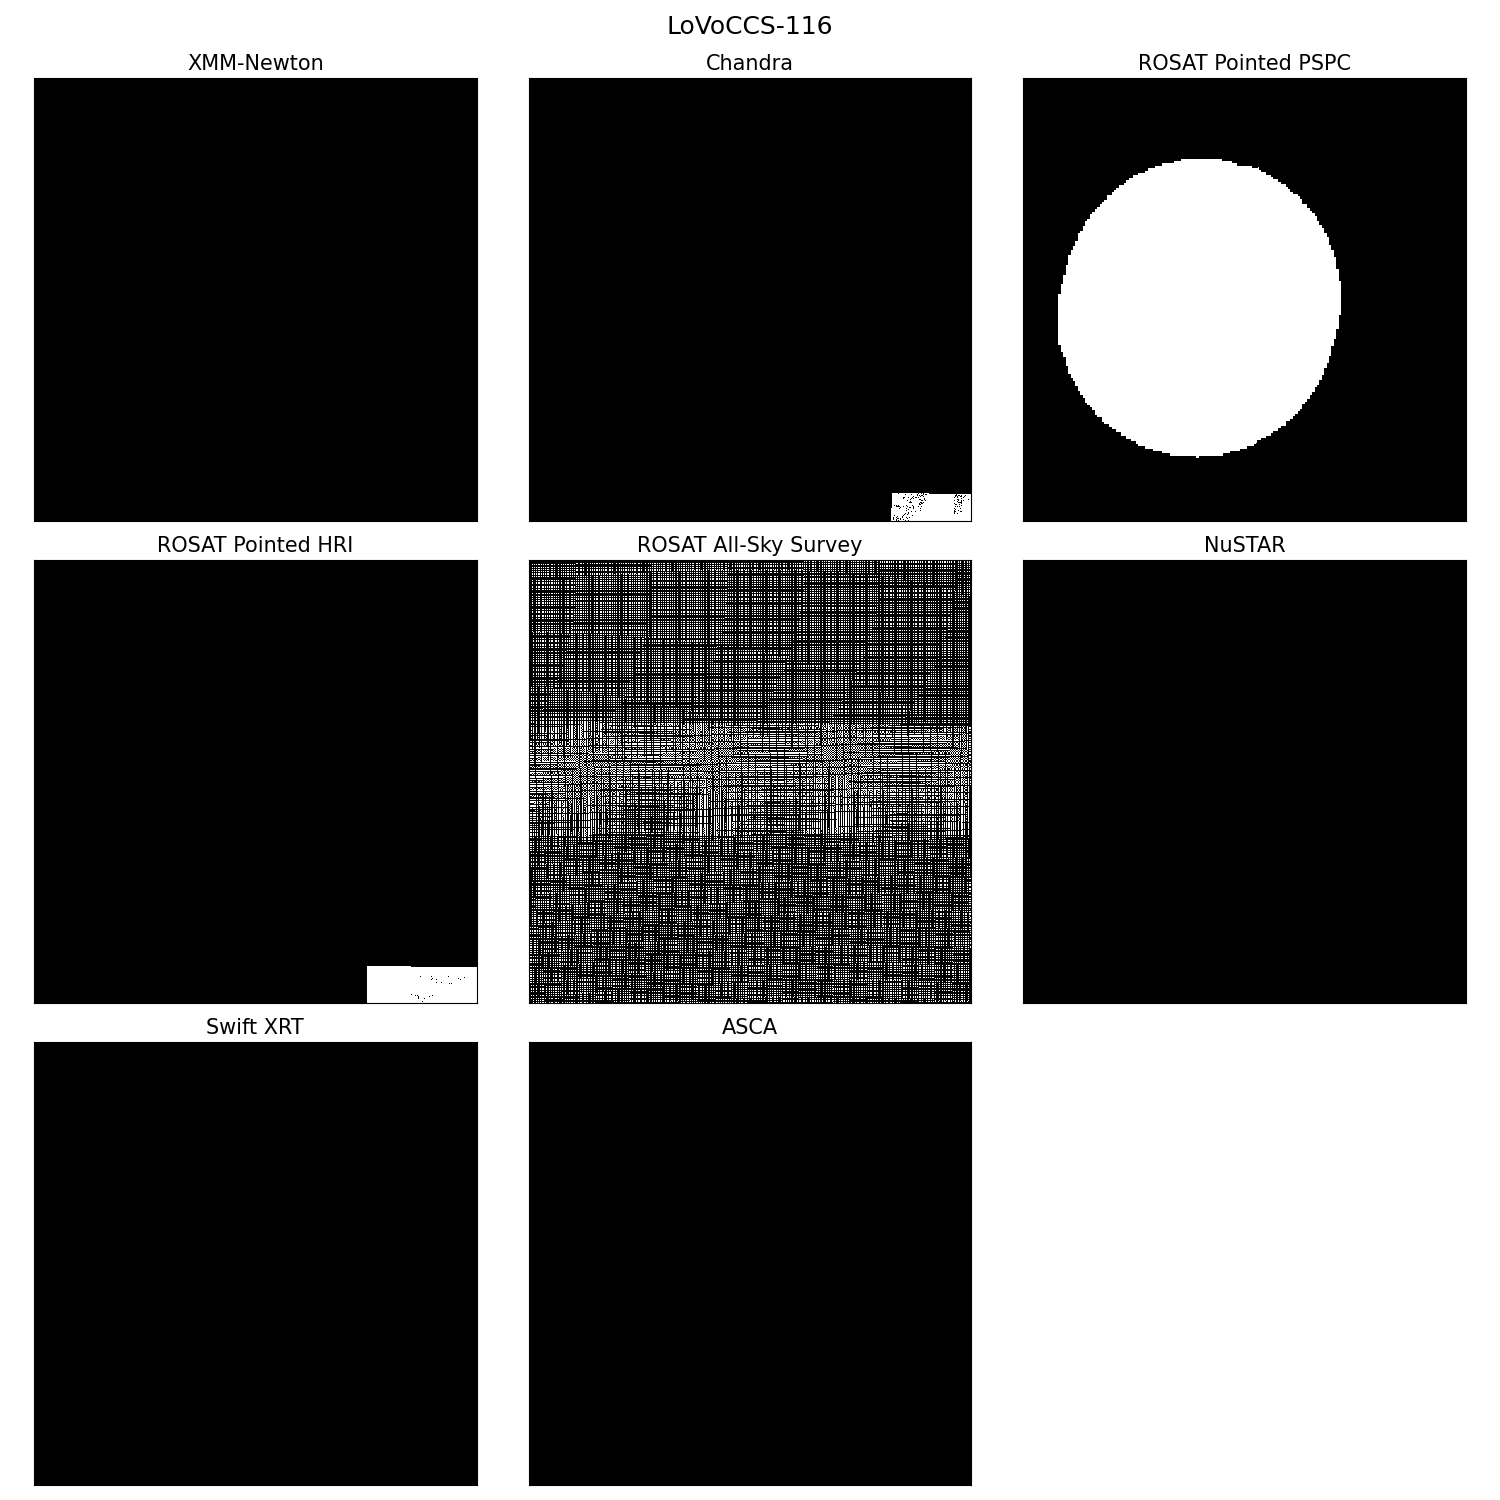 LoVoCCS-116
XMM-Newton
Chandra
ROSAT Pointed PSPC
ROSAT Pointed HRI
ROSAT All-Sky Survey
NuSTAR
Swift XRT
ASCA